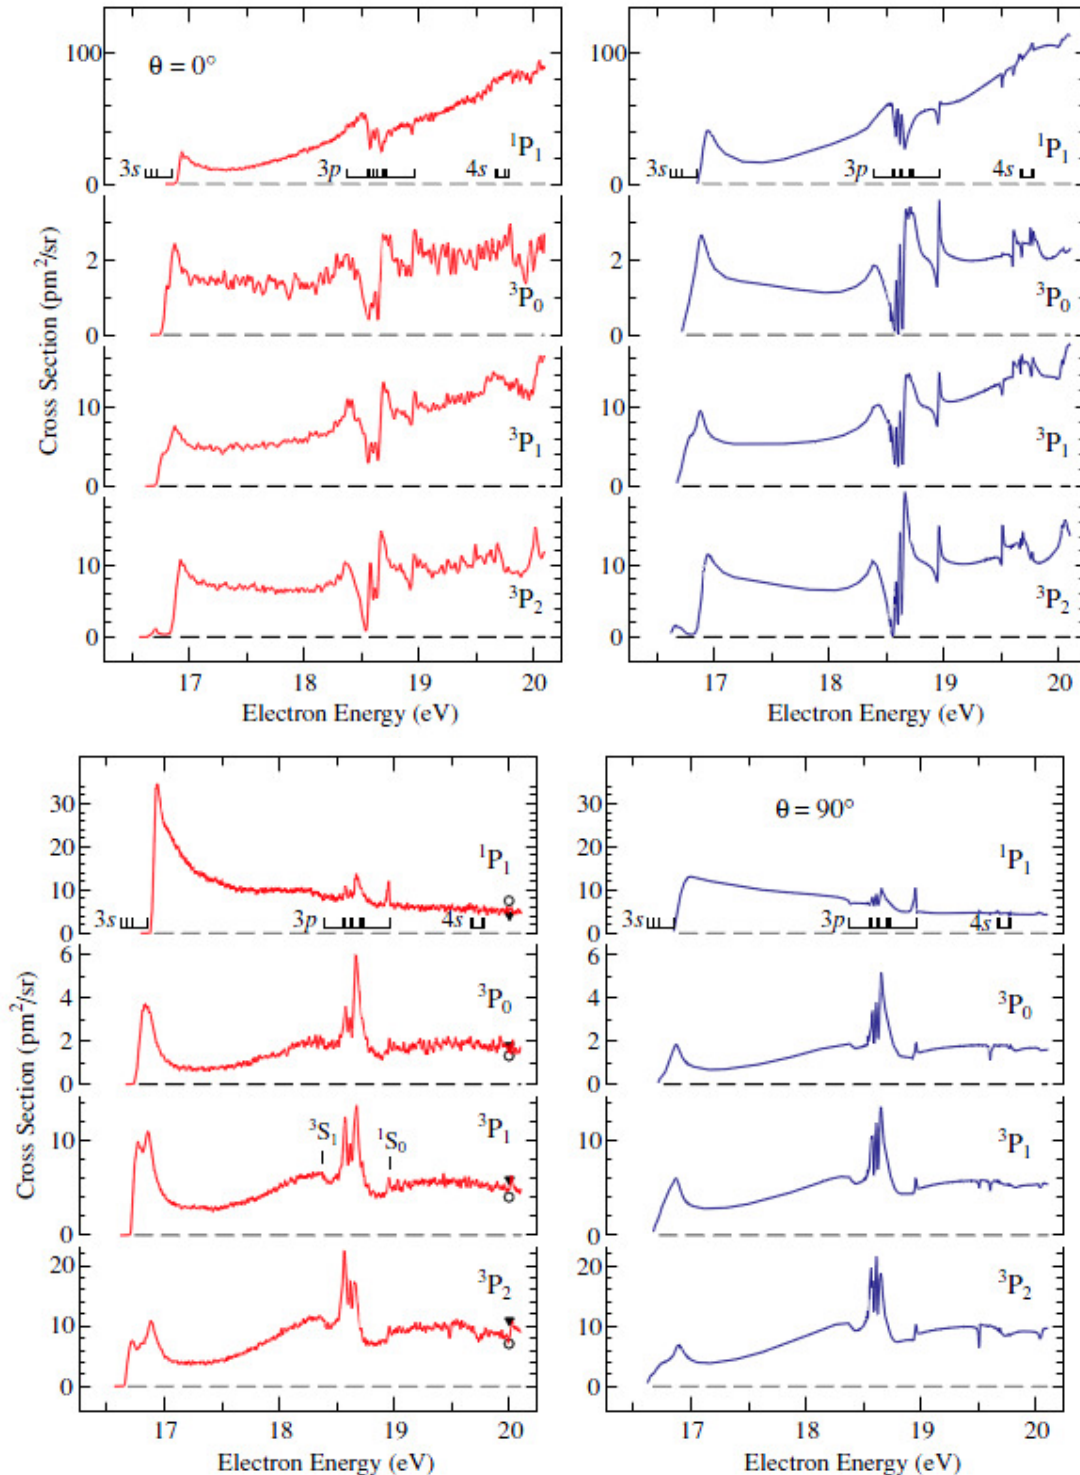 Cross Section (pm²/sr)
θ = 0°
100
0
¹P₁
3s
3p
4s
¹P₁
100
0
3s
3p
4s
2
0
³P₀
2
0
³P₀
10
0
³P₁
10
0
³P₁
10
0
³P₂
10
0
³P₂
17 18 19 20
17 18 19 20
Electron Energy (eV)
Electron Energy (eV)
Cross Section (pm²/sr)
30
20
10
0
¹P₁
3s
3p
4s
θ = 90°
30
20
10
0
¹P₁
3s
3p
4s
6
4
2
0
³P₀
6
4
2
0
³P₀
10
0
³P₁
³S₁
¹S₀
10
0
³P₁
20
10
0
³P₂
20
10
0
³P₂
17 18 19 20
17 18 19 20
Electron Energy (eV)
Electron Energy (eV)